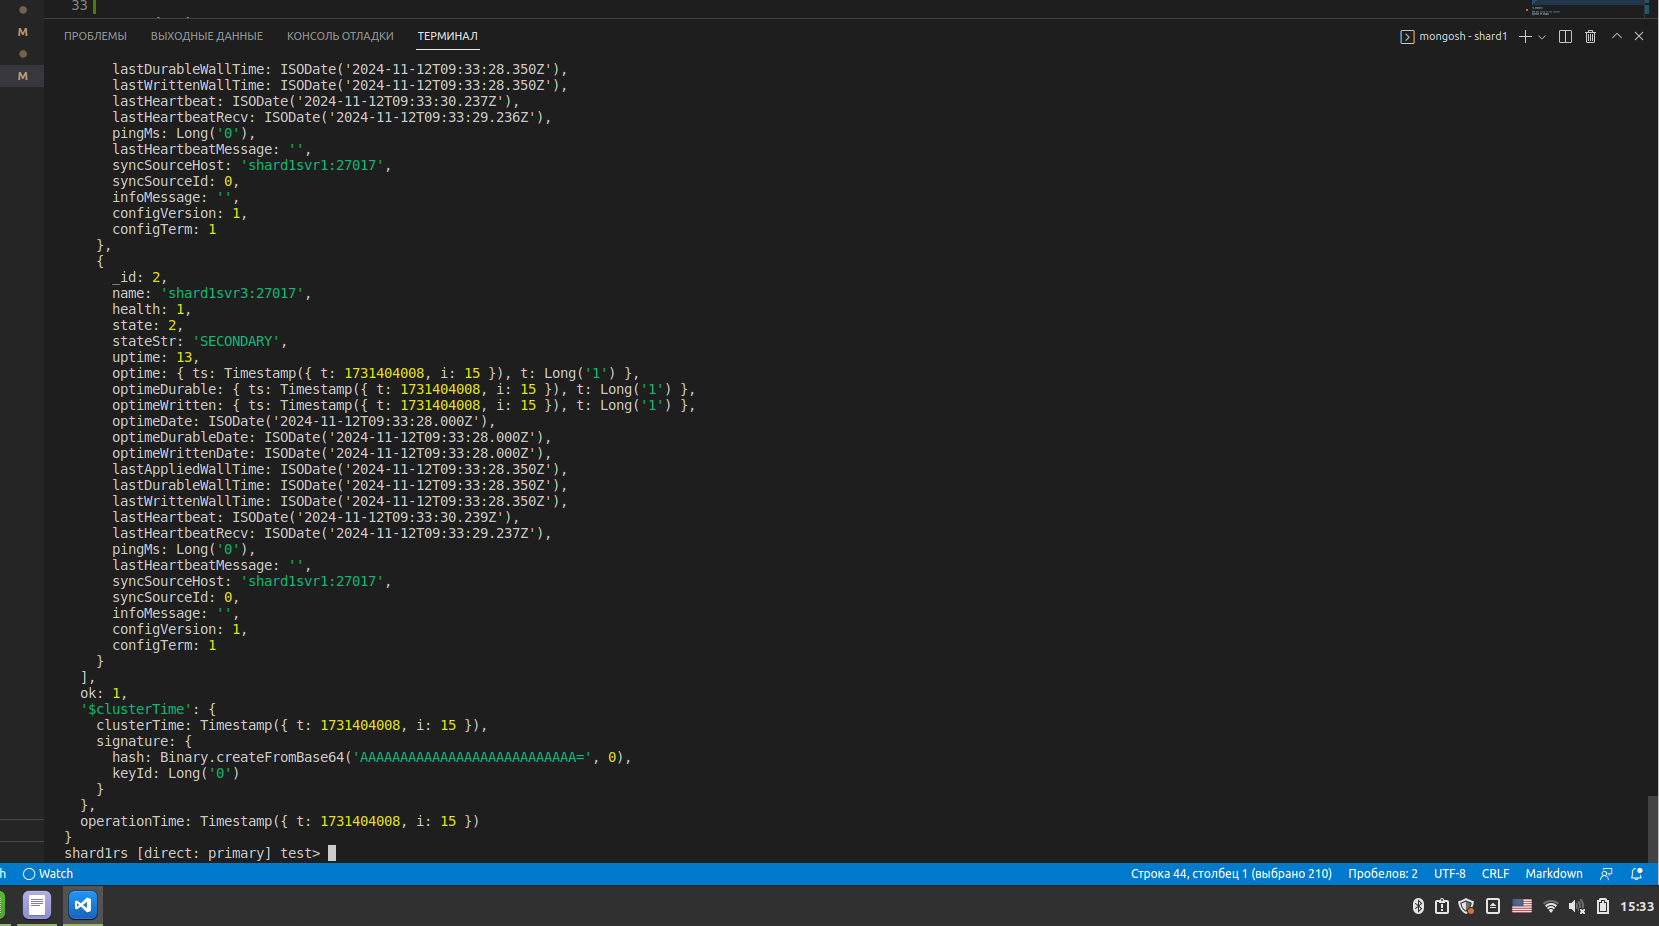 33
M
M
ПРОБЛЕМЫ ВЫХОДНЫЕ ДАННЫЕ КОНСОЛЬ ОТЛАДКИ ТЕРМИНАЛ mongosh - shard1
lastDurableWallTime: ISODate('2024-11-12T09:33:28.350Z'),
lastWrittenWallTime: ISODate('2024-11-12T09:33:28.350Z'),
lastHeartbeat: ISODate('2024-11-12T09:33:30.237Z'),
lastHeartbeatRecv: ISODate('2024-11-12T09:33:29.236Z'),
pingMs: Long('0'),
lastHeartbeatMessage: '',
syncSourceHost: 'shard1svr1:27017',
syncSourceId: 0,
infoMessage: '',
configVersion: 1,
configTerm: 1
},
{
_id: 2,
name: 'shard1svr3:27017',
health: 1,
state: 2,
stateStr: 'SECONDARY',
uptime: 13,
optime: { ts: Timestamp({ t: 1731404008, i: 15 }), t: Long('1') },
optimeDurable: { ts: Timestamp({ t: 1731404008, i: 15 }), t: Long('1') },
optimeWritten: { ts: Timestamp({ t: 1731404008, i: 15 }), t: Long('1') },
optimeDate: ISODate('2024-11-12T09:33:28.000Z'),
optimeDurableDate: ISODate('2024-11-12T09:33:28.000Z'),
optimeWrittenDate: ISODate('2024-11-12T09:33:28.000Z'),
lastAppliedWallTime: ISODate('2024-11-12T09:33:28.350Z'),
lastDurableWallTime: ISODate('2024-11-12T09:33:28.350Z'),
lastWrittenWallTime: ISODate('2024-11-12T09:33:28.350Z'),
lastHeartbeat: ISODate('2024-11-12T09:33:30.239Z'),
lastHeartbeatRecv: ISODate('2024-11-12T09:33:29.237Z'),
pingMs: Long('0'),
lastHeartbeatMessage: '',
syncSourceHost: 'shard1svr1:27017',
syncSourceId: 0,
infoMessage: '',
configVersion: 1,
configTerm: 1
}
],
ok: 1,
'$clusterTime': {
clusterTime: Timestamp({ t: 1731404008, i: 15 }),
signature: {
hash: Binary.createFromBase64('AAAAAAAAAAAAAAAAAAAAAAAAAAA=', 0),
keyId: Long('0')
}
},
operationTime: Timestamp({ t: 1731404008, i: 15 })
}
shard1rs [direct: primary] test>
h Watch Строка 44, столбец 1 (выбрано 210) Пробелов: 2 UTF-8 CRLF Markdown
15:33